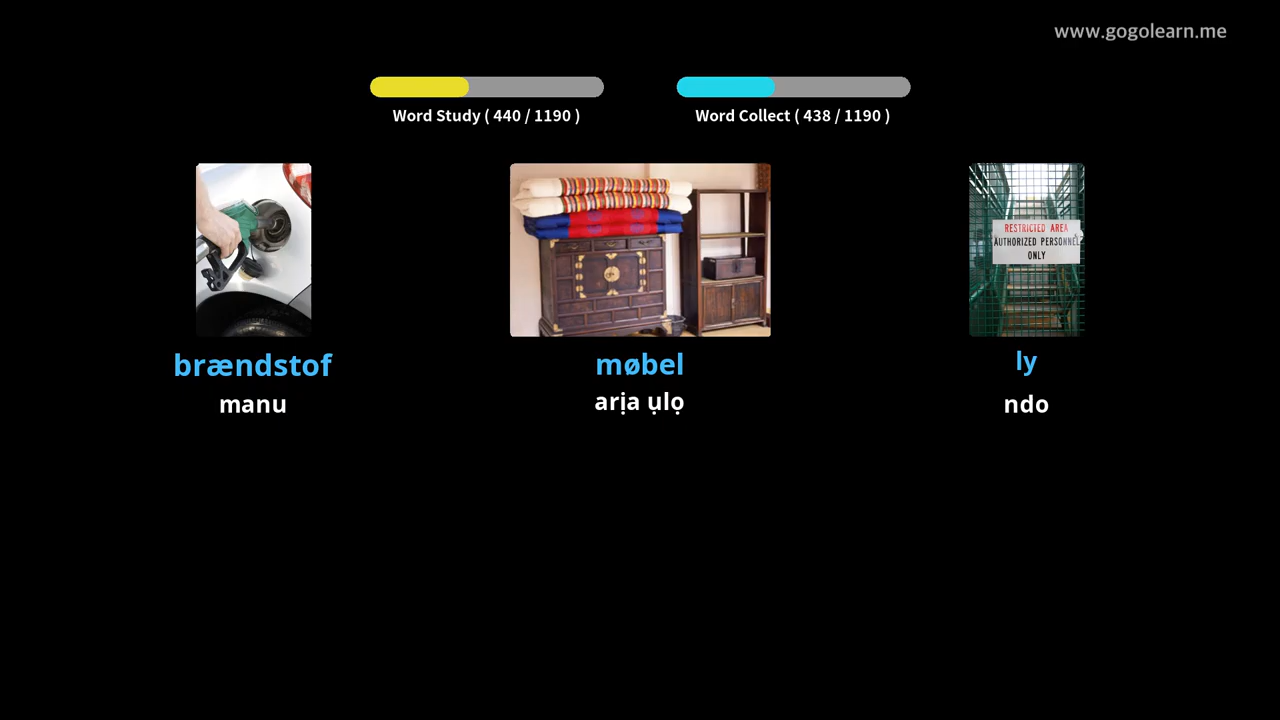 www.gogolearn.me
Word Study ( 440 / 1190 )
Word Collect ( 438 / 1190 )
RESTRICTED AREA
AUTHORIZED PERSONNEL
ONLY
brændstof
møbel
ly
manu
arịa ụlọ
ndo